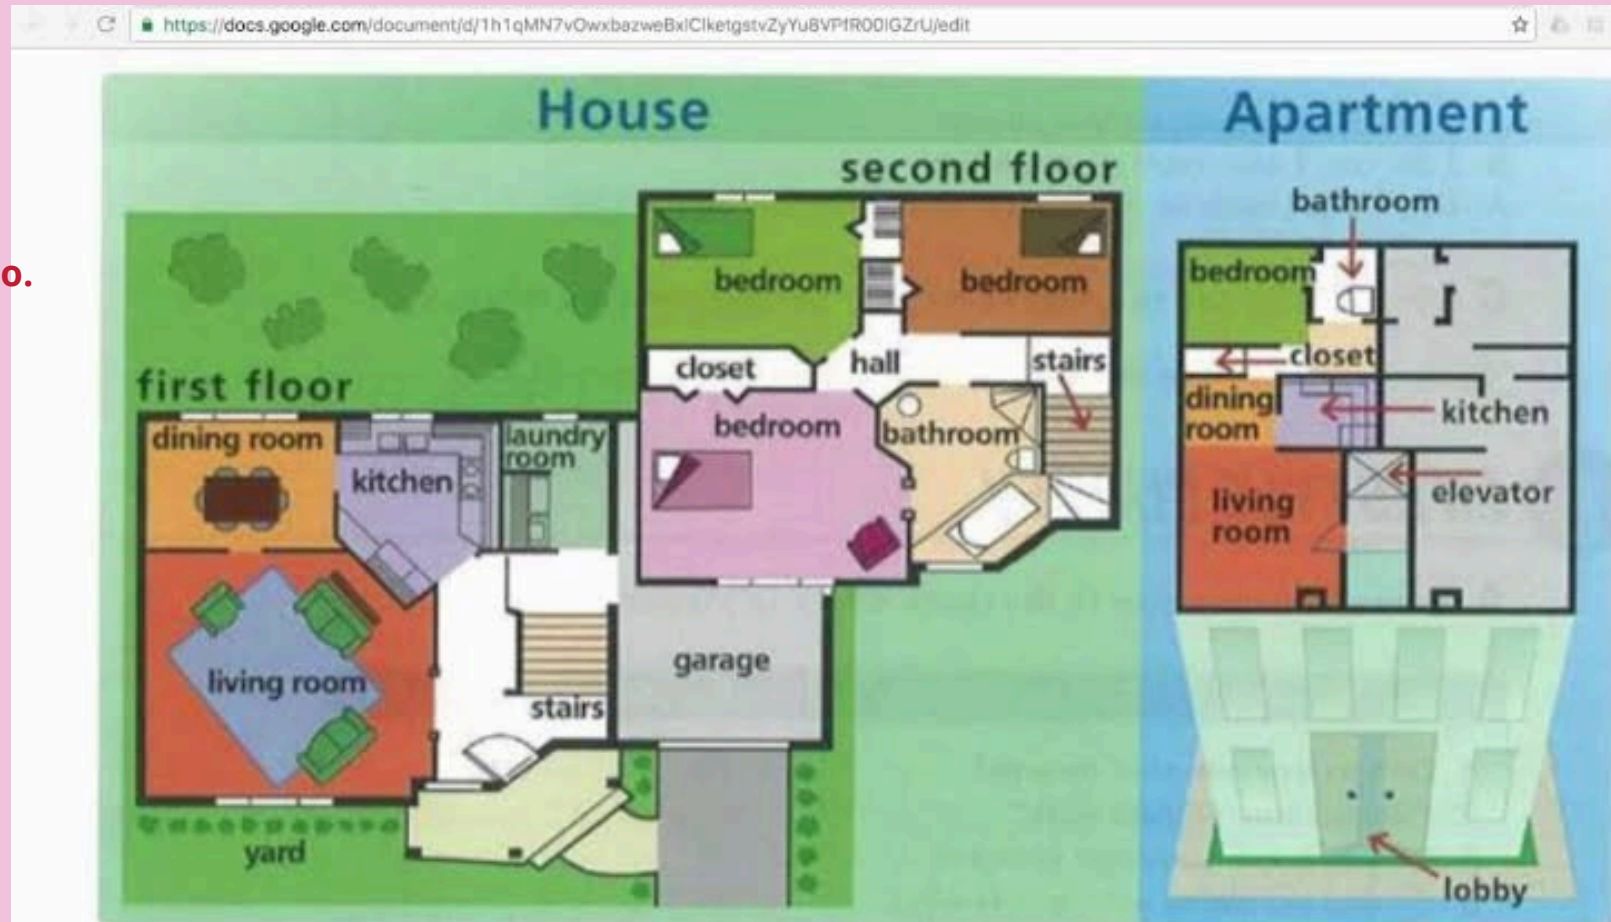 https://docs.google.com/document/d/1h1qMN7vOwxbazweBxlClketgstvZyYu8VPfR00lGZrU/edit
o.
House
second floor
bedroom
bedroom
closet
hall
stairs
bedroom
bathroom
first floor
dining room
kitchen
laundry
room
living room
stairs
garage
yard
Apartment
bathroom
bedroom
closet
dining
room
kitchen
living
room
elevator
lobby